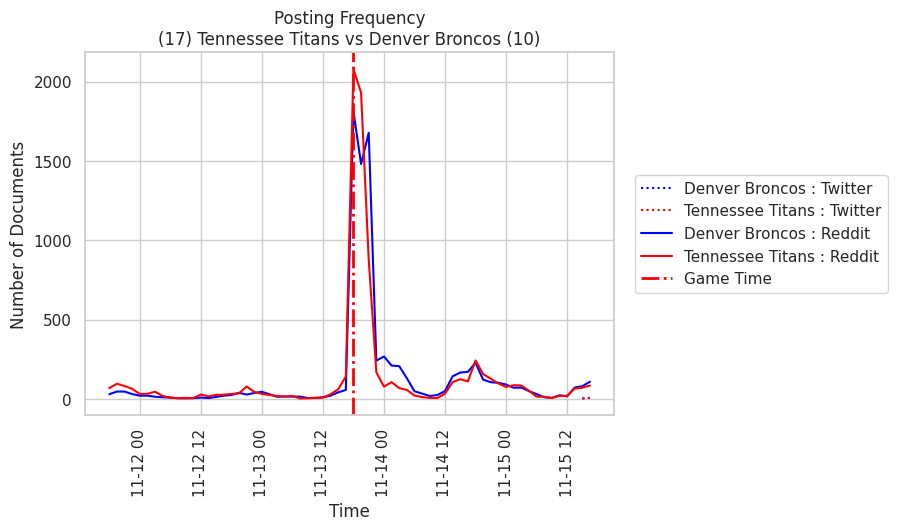 Posting Frequency
(17) Tennessee Titans vs Denver Broncos (10)
Number of Documents
2000
1500
1000
500
0
11-12 00
11-12 12
11-13 00
11-13 12
11-14 00
11-14 12
11-15 00
11-15 12
Time
Denver Broncos : Twitter
Tennessee Titans : Twitter
Denver Broncos : Reddit
Tennessee Titans : Reddit
Game Time